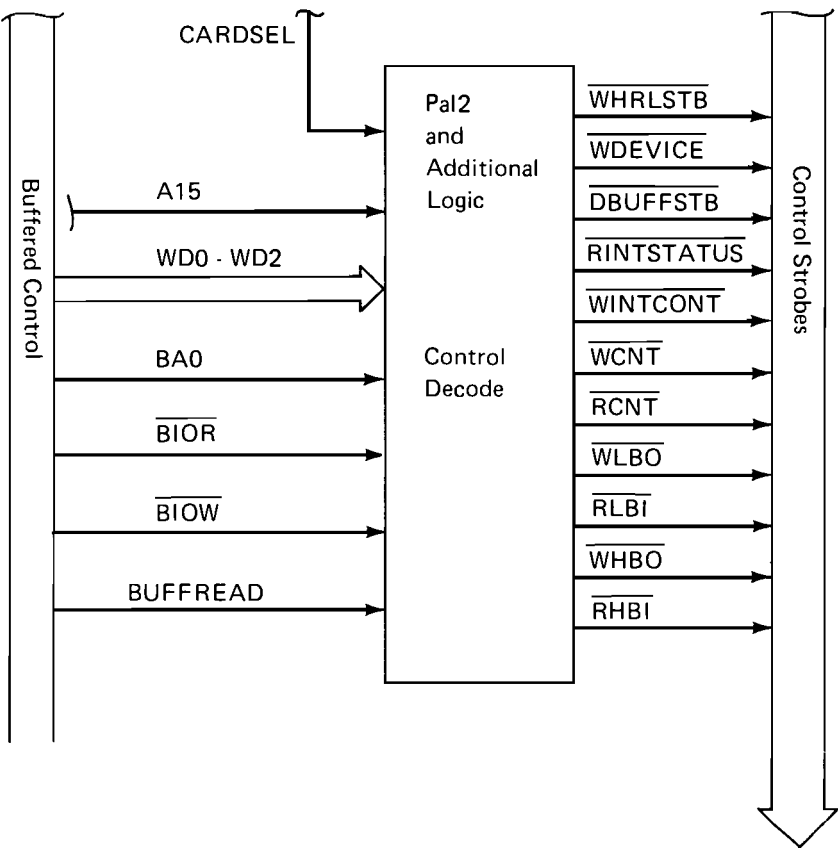 CARDSEL
Buffered Control
A15
WD0 - WD2
BA0
BIOR
BIOW
BUFFREAD
Pal2
and
Additional
Logic
Control
Decode
WHRLSTB
WDEVICE
DBUFFSTB
RINTSTATUS
WINTCONT
WCNT
RCNT
WLBO
RLBI
WHBO
RHBI
Control Strobes